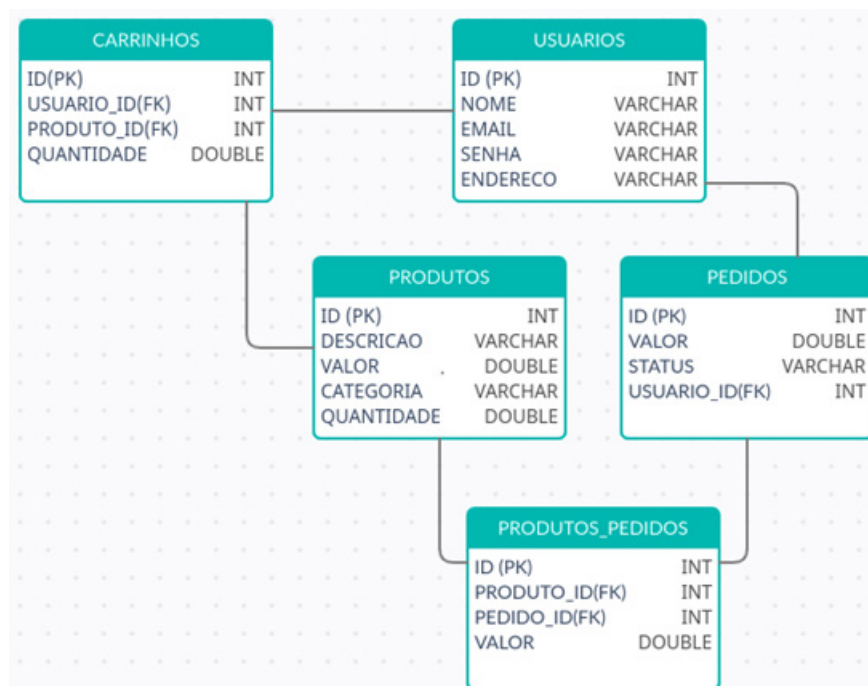 CARRINHOS
ID(PK) INT
USUARIO_ID(FK) INT
PRODUTO_ID(FK) INT
QUANTIDADE DOUBLE
USUARIOS
ID (PK) INT
NOME VARCHAR
EMAIL VARCHAR
SENHA VARCHAR
ENDERECO VARCHAR
PRODUTOS
ID (PK) INT
DESCRICAO VARCHAR
VALOR DOUBLE
CATEGORIA VARCHAR
QUANTIDADE DOUBLE
PEDIDOS
ID (PK) INT
VALOR DOUBLE
STATUS VARCHAR
USUARIO_ID(FK) INT
PRODUTOS_PEDIDOS
ID (PK) INT
PRODUTO_ID(FK) INT
PEDIDO_ID(FK) INT
VALOR DOUBLE